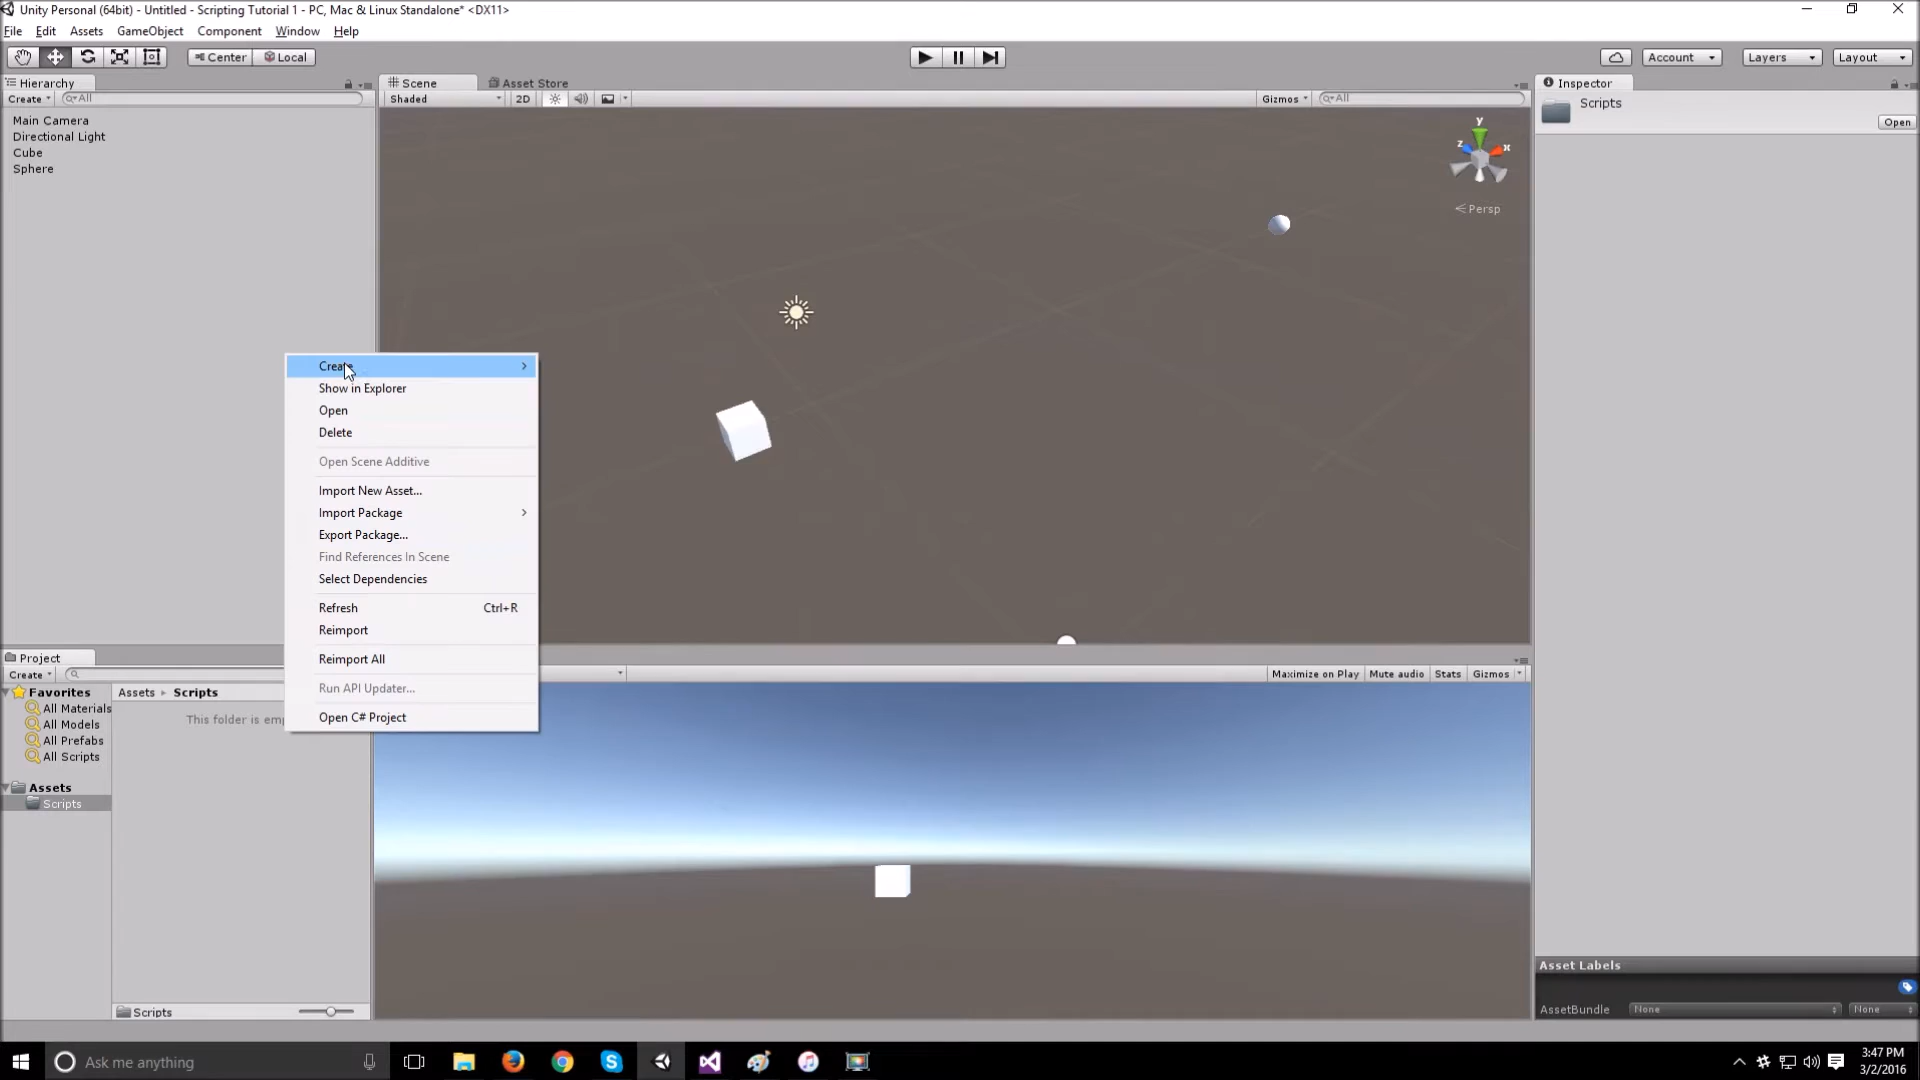 Unity Personal (64bit) - Untitled - Scripting Tutorial 1 - PC, Mac & Linux Standalone* <DX11>
File Edit Assets GameObject Component Window Help
Center Local
Account Layers Layout
Hierarchy
Create All
Main Camera
Directional Light
Cube
Sphere
Scene Asset Store
Shaded 2D Gizmos All
y
z x
Persp
Inspector
Scripts
Open
Create
Show in Explorer
Open
Delete
Open Scene Additive
Import New Asset...
Import Package
Export Package...
Find References In Scene
Select Dependencies
Refresh Ctrl+R
Reimport
Reimport All
Run API Updater...
Open C# Project
Project
Create
Favorites
All Materials
All Models
All Prefabs
All Scripts
Assets
Scripts
Assets Scripts
This folder is emp
Scripts
Maximize on Play Mute audio Stats Gizmos
Asset Labels
AssetBundle None None
Ask me anything
3:47 PM
3/2/2016